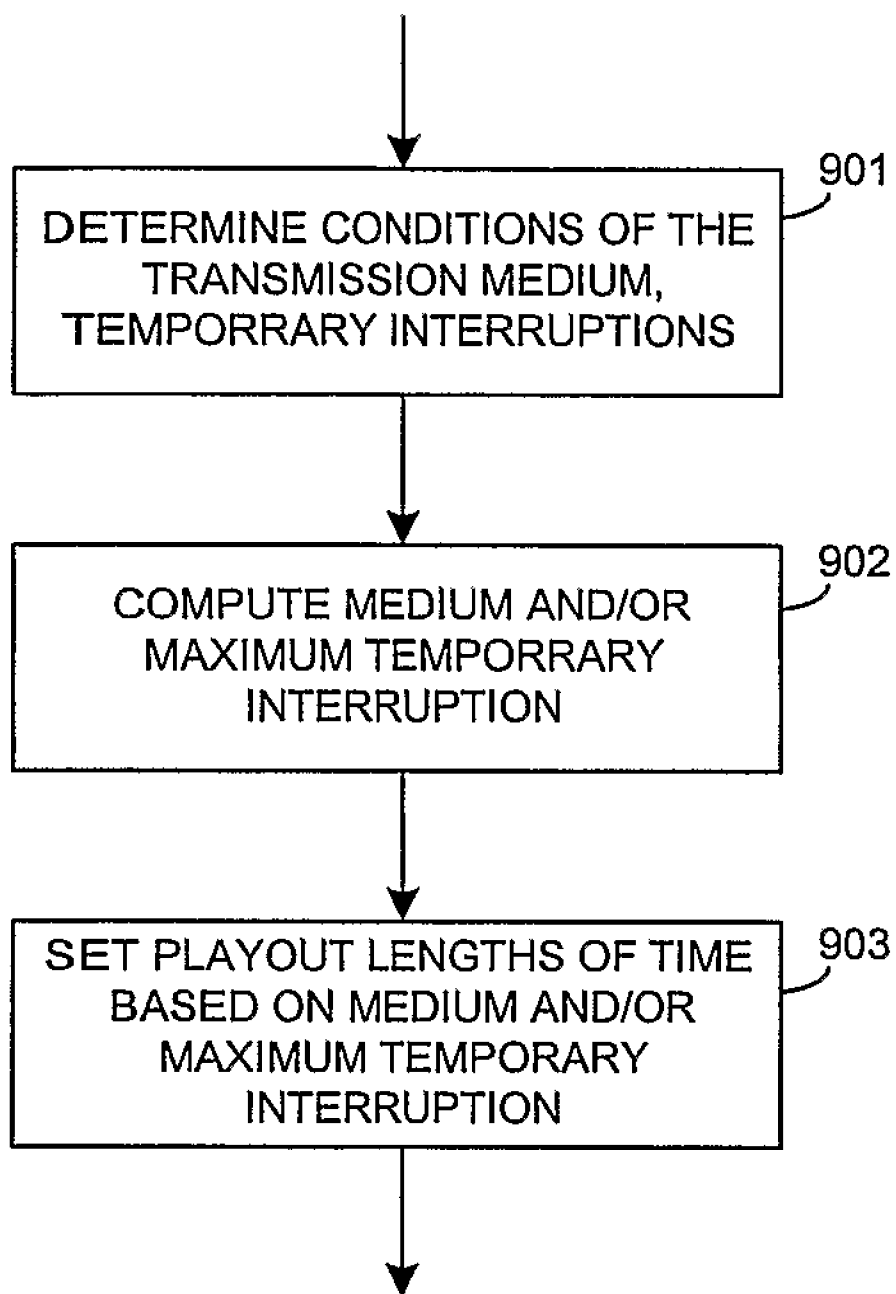 901
DETERMINE CONDITIONS OF THE
TRANSMISSION MEDIUM,
TEMPORRARY INTERRUPTIONS
902
COMPUTE MEDIUM AND/OR
MAXIMUM TEMPORRARY
INTERRUPTION
903
SET PLAYOUT LENGTHS OF TIME
BASED ON MEDIUM AND/OR
MAXIMUM TEMPORARY
INTERRUPTION